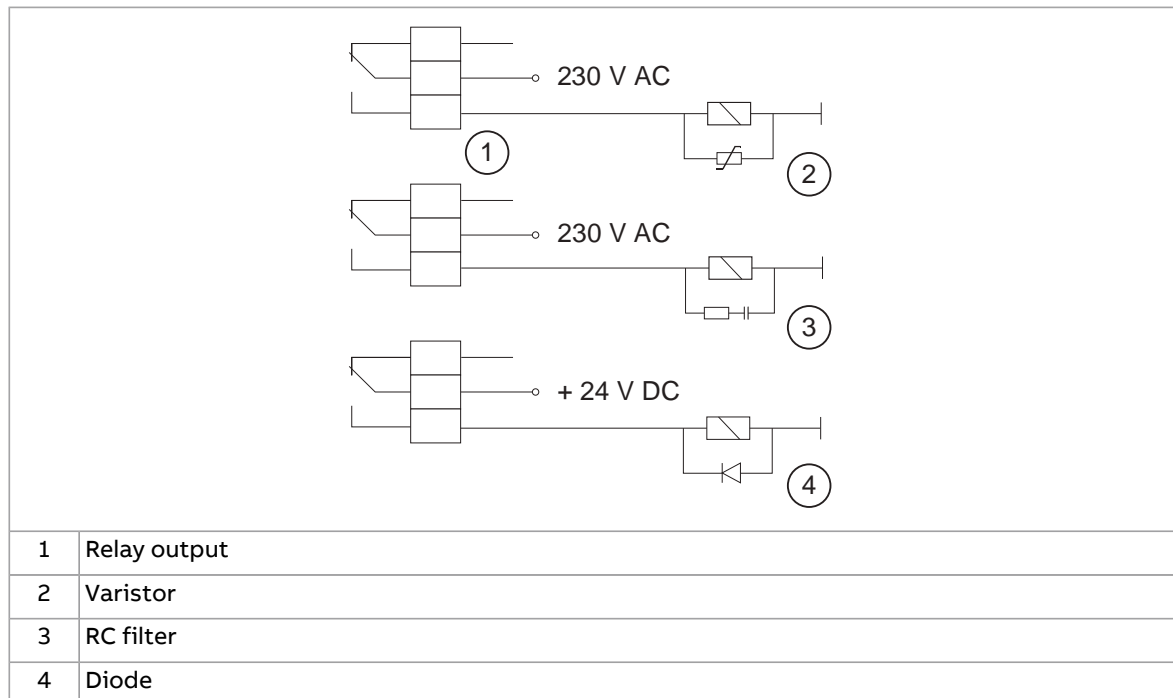 230 V AC
1
2
230 V AC
3
+ 24 V DC
4
1 Relay output
2 Varistor
3 RC filter
4 Diode